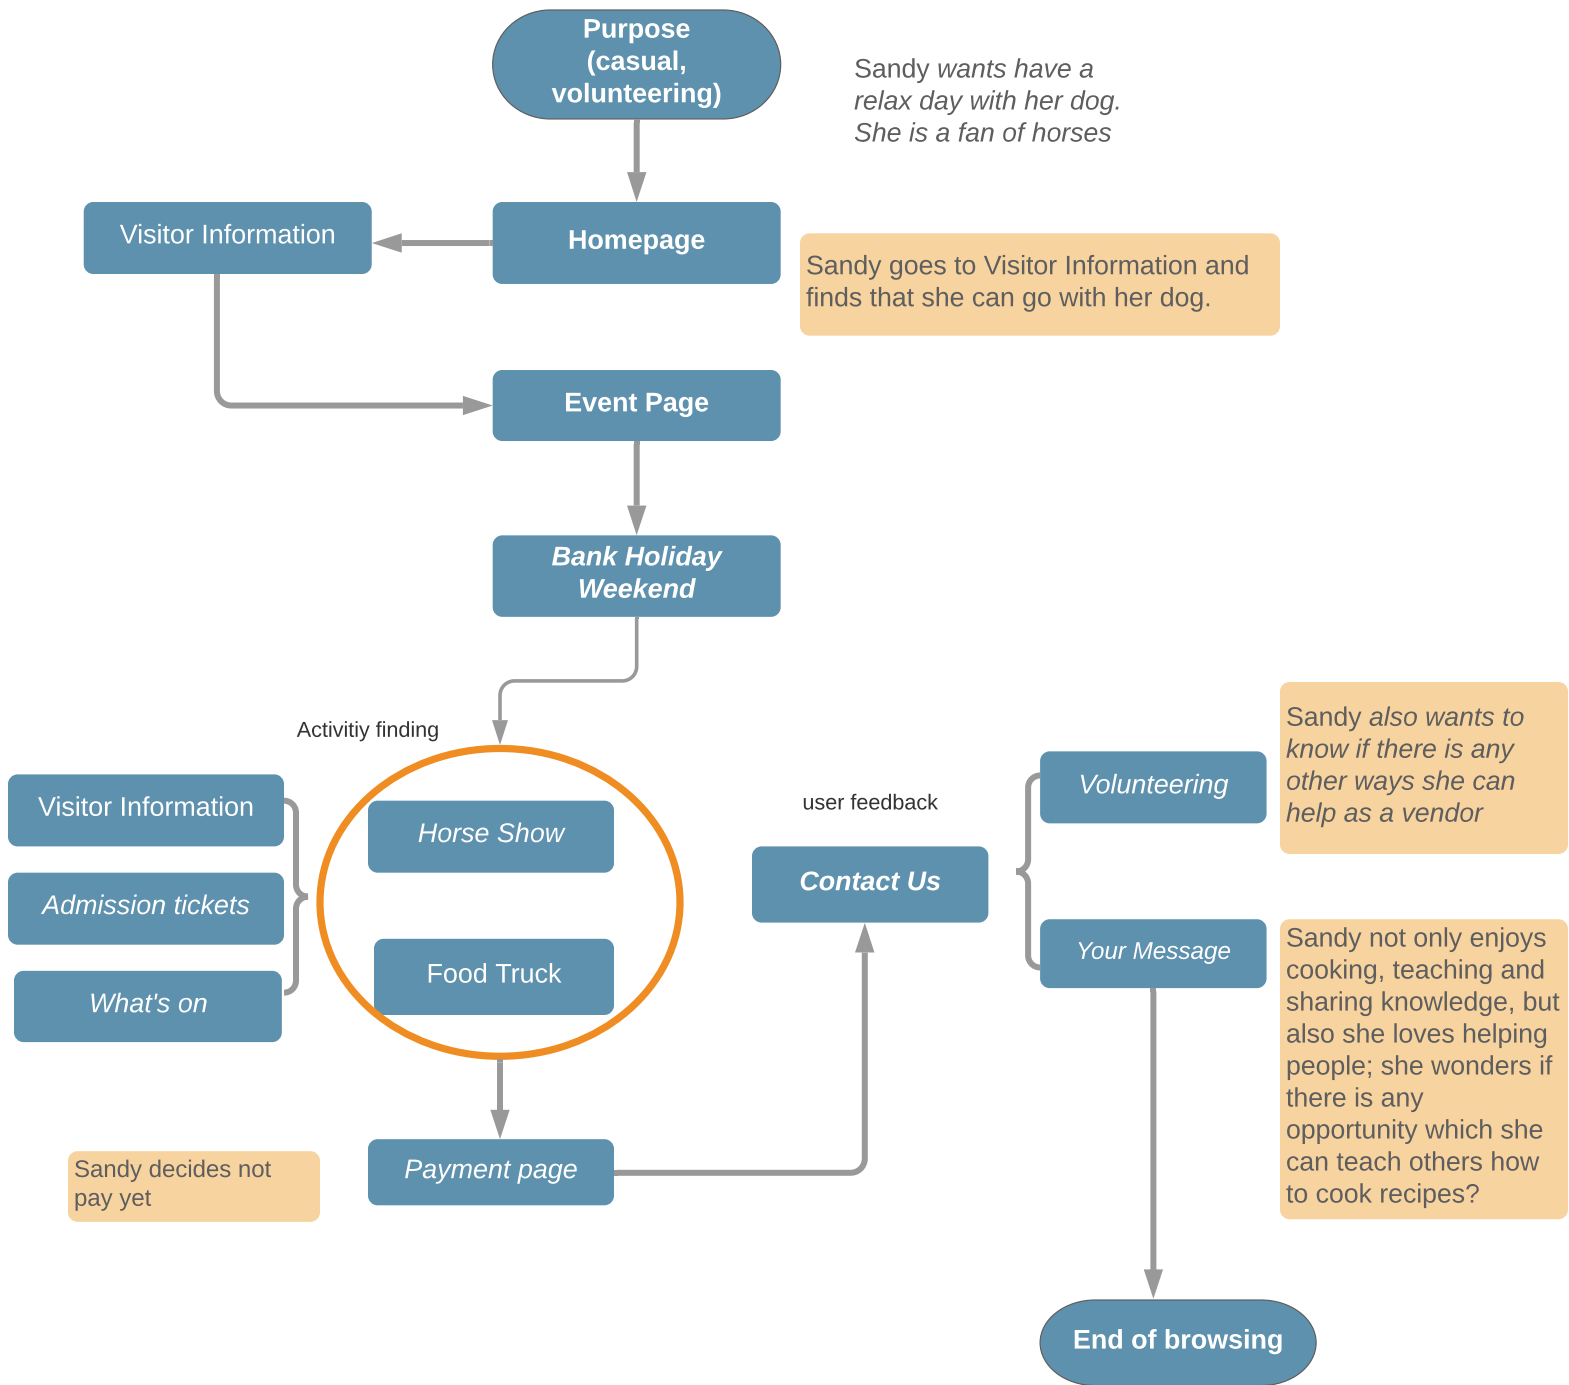 Purpose
(casual,
volunteering)
Sandy wants have a
relax day with her dog.
She is a fan of horses
Visitor Information
Homepage
Sandy goes to Visitor Information and
finds that she can go with her dog.
Event Page
Bank Holiday
Weekend
Activitiy finding
Visitor Information
Admission tickets
What's on
Horse Show
Food Truck
user feedback
Contact Us
Volunteering
Your Message
Sandy also wants to
know if there is any
other ways she can
help as a vendor
Sandy not only enjoys
cooking, teaching and
sharing knowledge, but
also she loves helping
people; she wonders if
there is any
opportunity which she
can teach others how
to cook recipes?
Sandy decides not
pay yet
Payment page
End of browsing